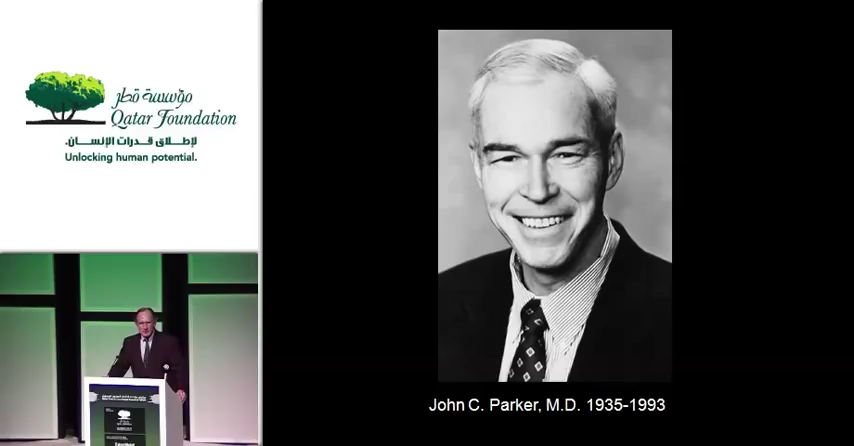 مؤسسة قطر
Qatar Foundation
لإطلاق قدرات الإنسان.
Unlocking human potential.
John C. Parker, M.D. 1935-1993